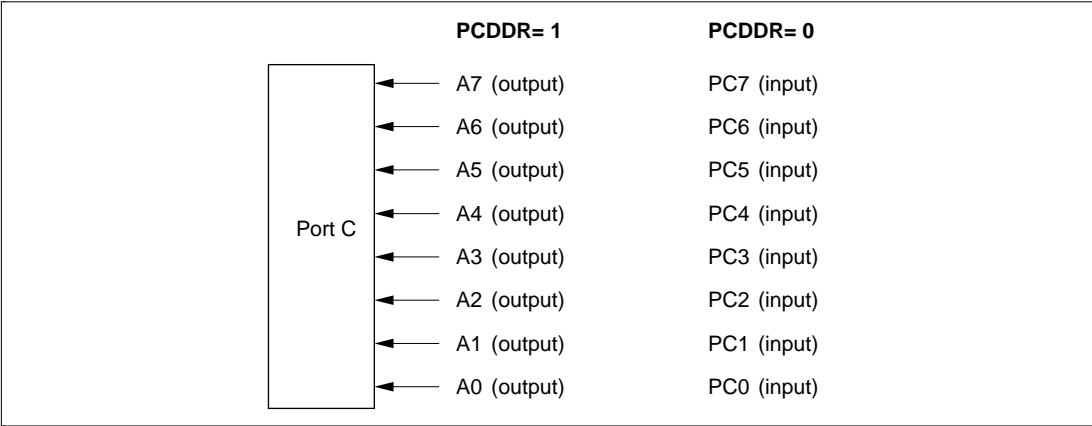 PCDDR= 1 PCDDR= 0
A7 (output) PC7 (input)
A6 (output) PC6 (input)
A5 (output) PC5 (input)
A4 (output) PC4 (input)
Port C
A3 (output) PC3 (input)
A2 (output) PC2 (input)
A1 (output) PC1 (input)
A0 (output) PC0 (input)